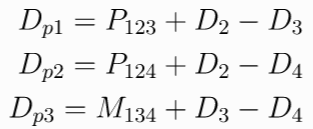 D_{p1} = P_{123} + D_2 − D_3
D_{p2} = P_{124} + D_2 − D_4
D_{p3} = M_{134} + D_3 − D_4